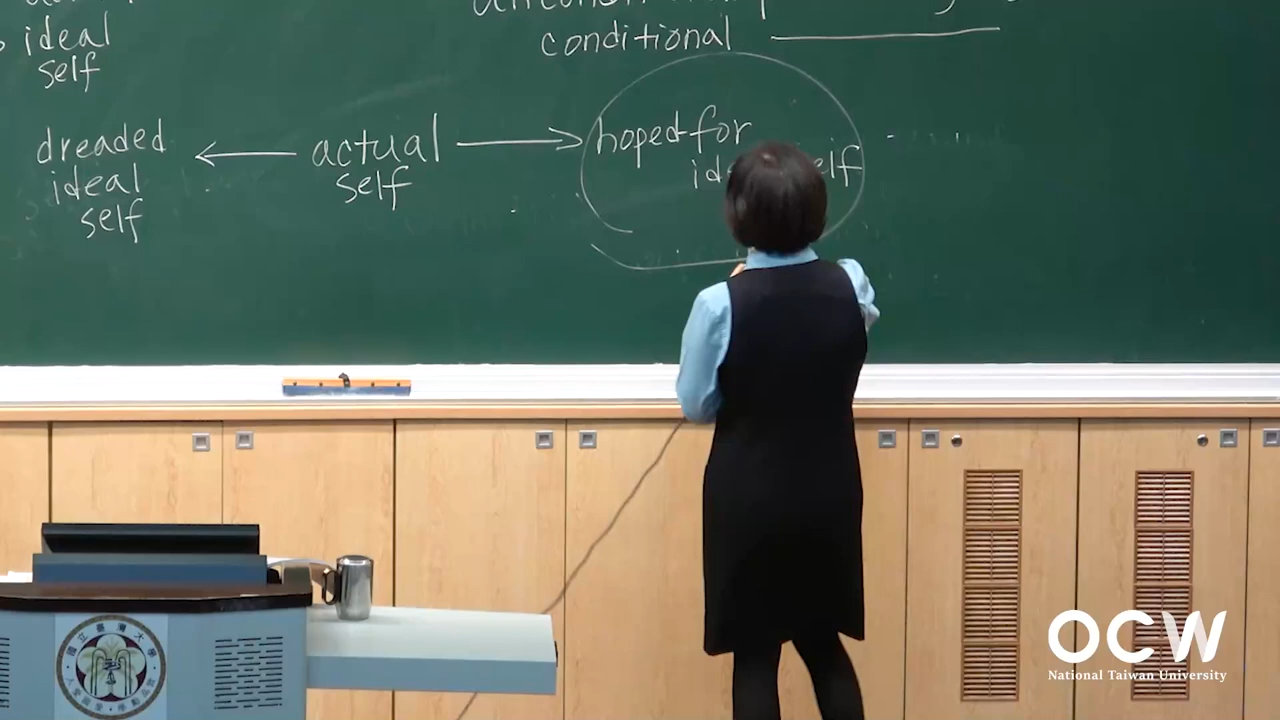 ideal
self
conditional
dreaded
ideal
self
actual
self
hoped-for
OCW
National Taiwan University